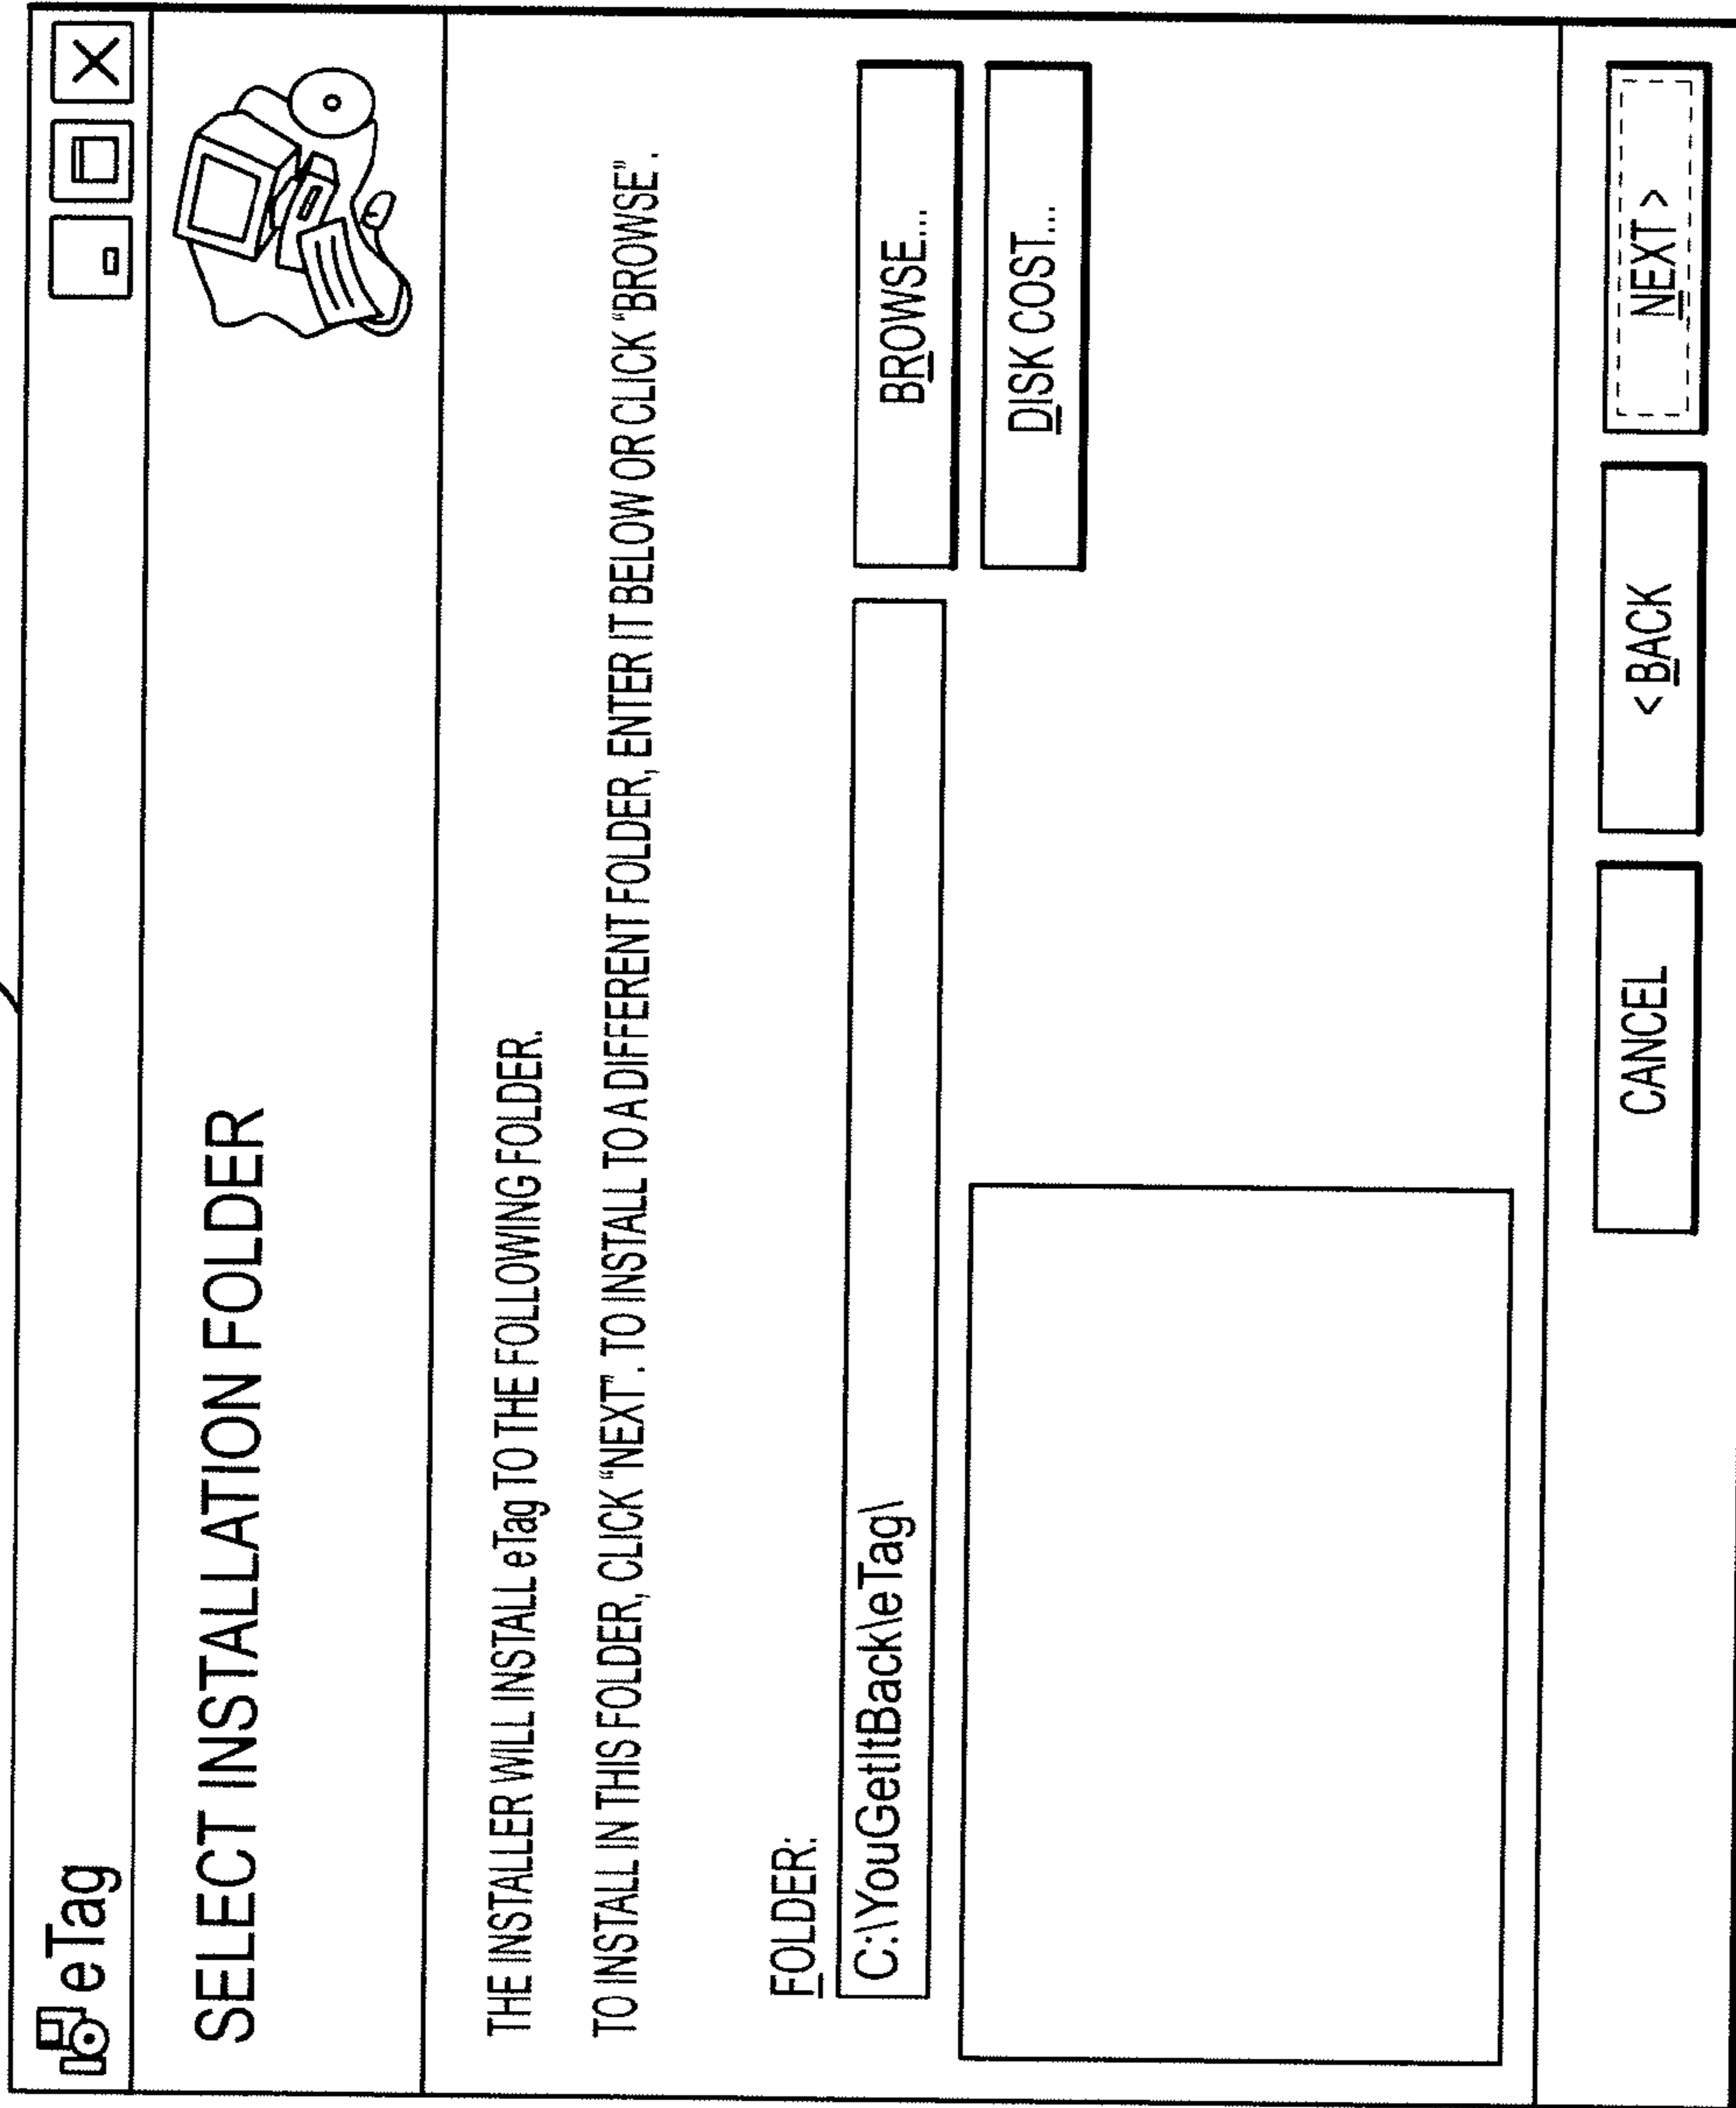 eTag
SELECT INSTALLATION FOLDER
THE INSTALLER WILL INSTALL eTag TO THE FOLLOWING FOLDER.
TO INSTALL IN THIS FOLDER, CLICK “NEXT”. TO INSTALL TO A DIFFERENT FOLDER, ENTER IT BELOW OR CLICK “BROWSE”.
FOLDER:
C:\YouGetItBack\eTag\
BROWSE...
DISK COST...
CANCEL
< BACK
NEXT >